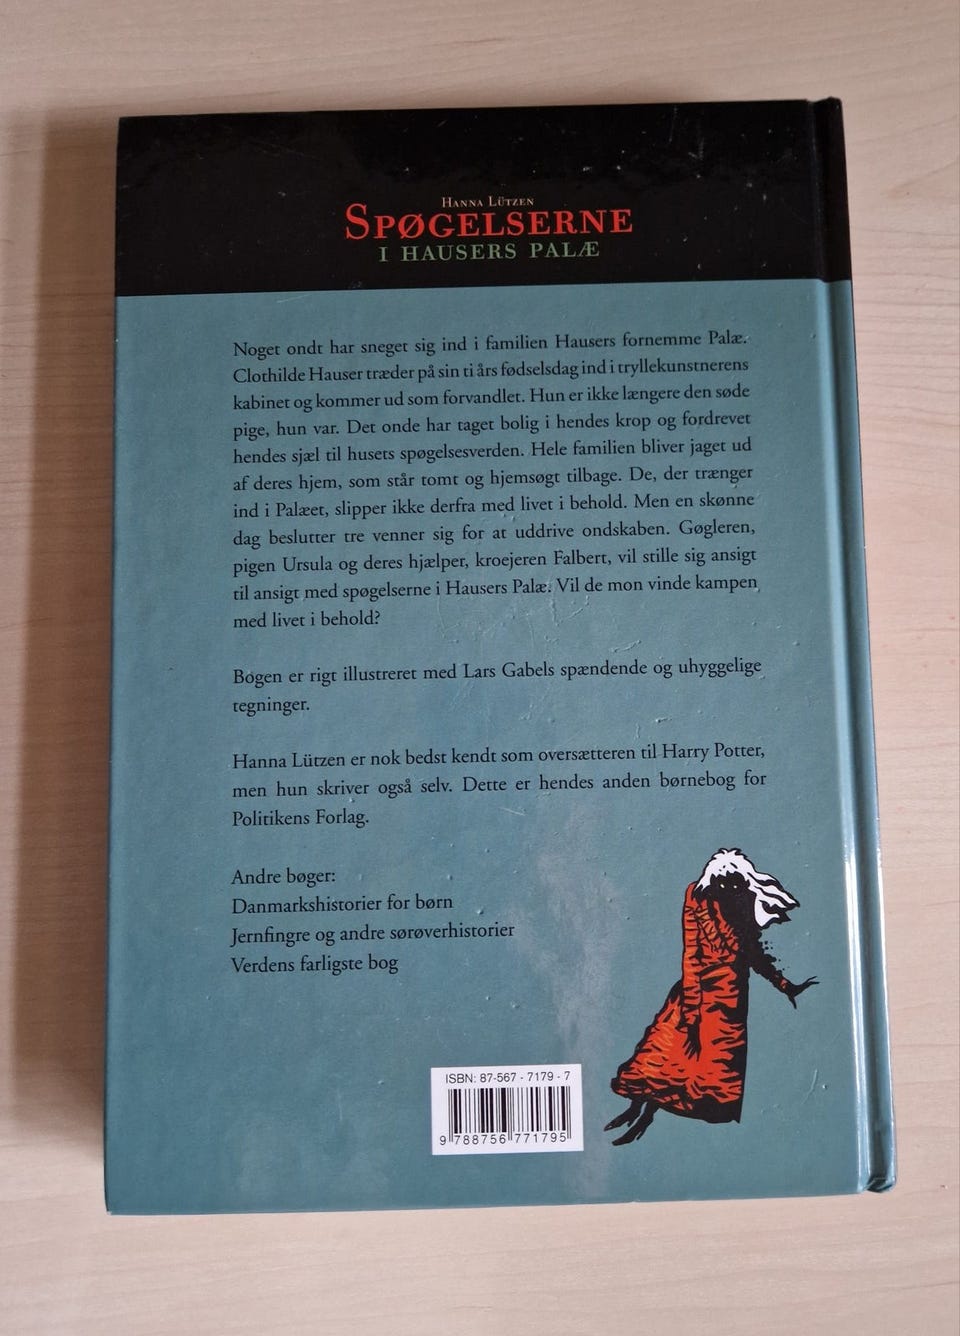 Hanna Lützen
Spøgelserne
i Hausers Palæ
Noget ondt har sneget sig ind i familien Hausers fornemme Palæ.
Clothilde Hauser træder på sin ti års fødselsdag ind i tryllekunstnerens
kabinet og kommer ud som forvandlet. Hun er ikke længere den søde
pige, hun var. Det onde har taget bolig i hendes krop og fordrevet
hendes sjæl til husets spøgelsesverden. Hele familien bliver jaget ud
af deres hjem, som står tomt og hjemsøgt tilbage. De, der trænger
ind i Palæet, slipper ikke derfra med livet i behold. Men en skønne
dag beslutter tre venner sig for at uddrive ondskaben. Gøgleren,
pigen Ursula og deres hjælper, kroejeren Falbert, vil stille sig ansigt
til ansigt med spøgelserne i Hausers Palæ. Vil de mon vinde kampen
med livet i behold?
Bogen er rigt illustreret med Lars Gabels spændende og uhyggelige
tegninger.
Hanna Lützen er nok bedst kendt som oversætteren til Harry Potter,
men hun skriver også selv. Dette er hendes anden børnebog for
Politikens Forlag.
Andre bøger:
Danmarkshistorier for børn
Jernfingre og andre sørøverhistorier
Verdens farligste bog
ISBN: 87-567 - 7179 - 7
9 788756 771795